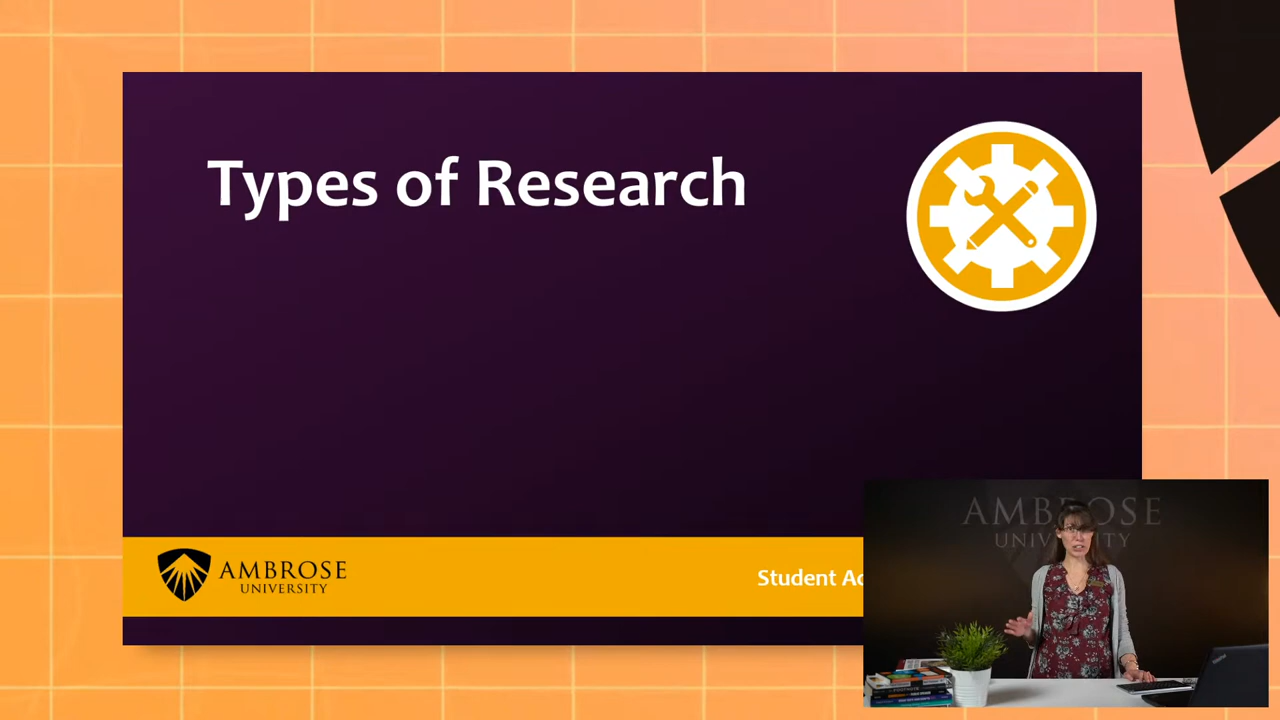 Types of Research
AMBROSE
UNIVERSITY
Student Ac
AMBROSE
UNIVERSITY